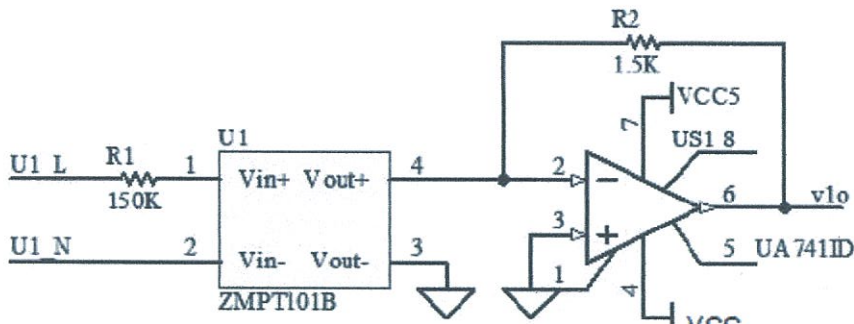 R2
1.5K
VCC5
7
U1
US1 8
U1_L
R1
1
Vin+
Vout+
4
2
6
v1o
150K
3
U1_N
2
Vin-
Vout-
3
1
5
UA741ID
ZMPT101B
4
VCC